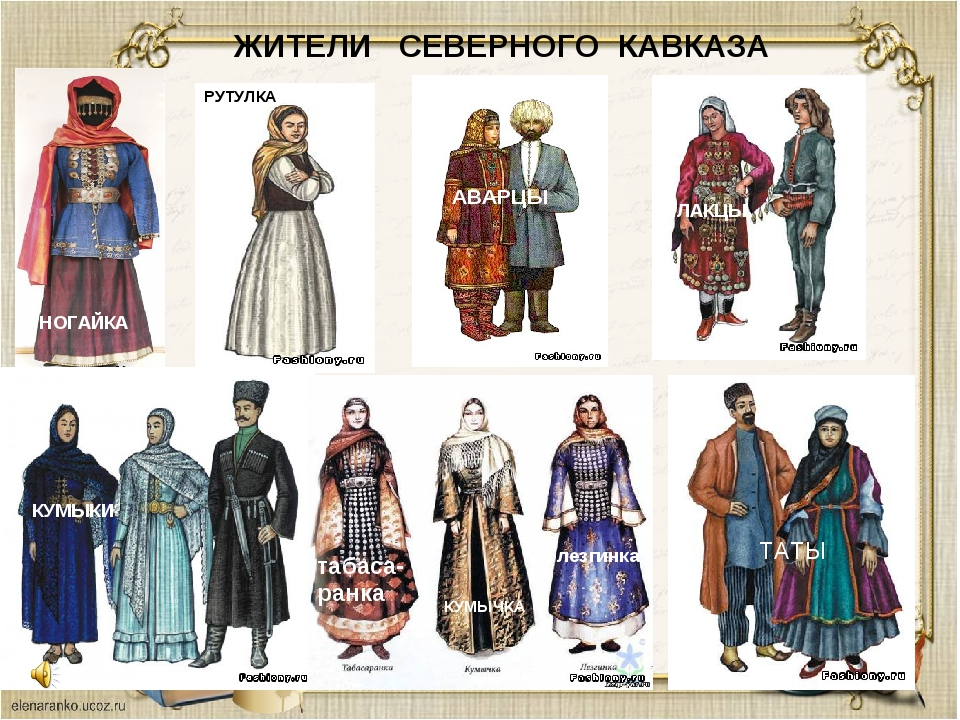 ЖИТЕЛИ СЕВЕРНОГО КАВКАЗА
НОГАЙКА
РУТУЛКА
Fashiony.ru
АВАРЦЫ
Fashiony.ru
ЛАКЦЫ
Fashiony.ru
КУМЫКИ
Fashiony.ru
табаса-
ранка
КУМЫЧКА
лезгинка
Табасаранка
Кумычка
Лезгинка
Fashiony.ru
ТАТЫ
Fashiony.ru
elenaranko.ucoz.ru